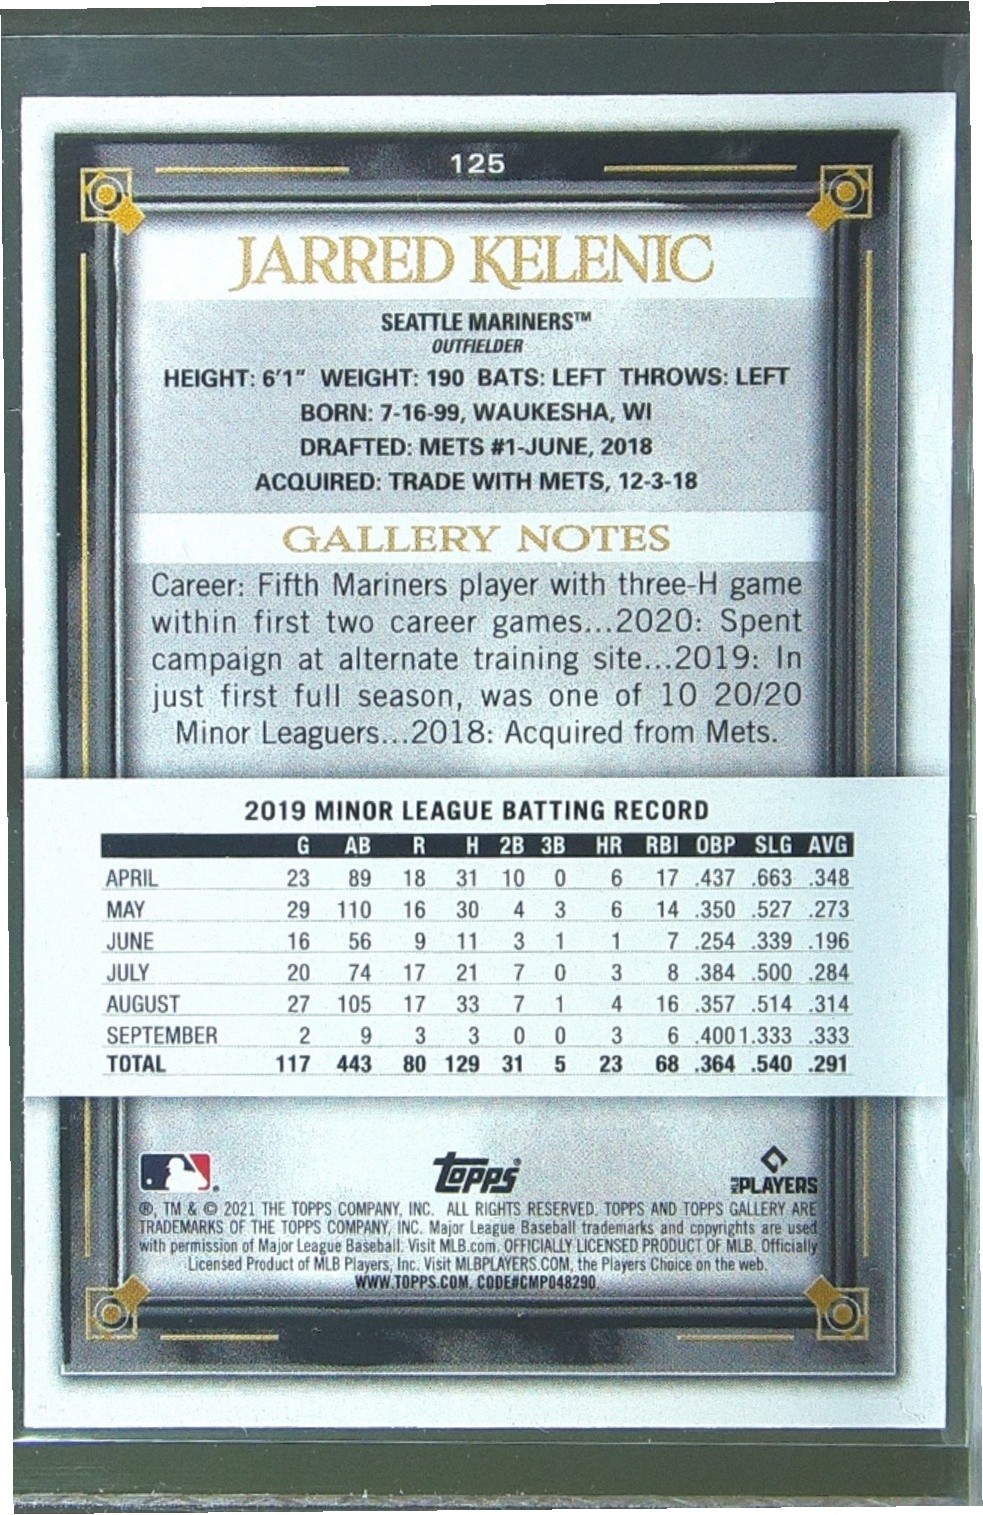 125
JARRED KELENIC
SEATTLE MARINERS™
OUTFIELDER
HEIGHT: 6'1" WEIGHT: 190 BATS: LEFT THROWS: LEFT
BORN: 7-16-99, WAUKESHA, WI
DRAFTED: METS #1-JUNE, 2018
ACQUIRED: TRADE WITH METS, 12-3-18
GALLERY NOTES
Career: Fifth Mariners player with three-H game
within first two career games...2020: Spent
campaign at alternate training site...2019: In
just first full season, was one of 10 20/20
Minor Leaguers...2018: Acquired from Mets.
2019 MINOR LEAGUE BATTING RECORD
G AB R H 2B 3B HR RBI OBP SLG AVG
APRIL 23 89 18 31 10 0 6 17 .437 .663 .348
MAY 29 110 16 30 4 3 6 14 .350 .527 .273
JUNE 16 56 9 11 3 1 1 7 .254 .339 .196
JULY 20 74 17 21 7 0 3 8 .384 .500 .284
AUGUST 27 105 17 33 7 1 4 16 .357 .514 .314
SEPTEMBER 2 9 3 3 0 0 3 6 .400 1.333 .333
TOTAL 117 443 80 129 31 5 23 68 .364 .540 .291
Topps®
PLAYERS
®, TM & © 2021 THE TOPPS COMPANY, INC. ALL RIGHTS RESERVED. TOPPS AND TOPPS GALLERY ARE
TRADEMARKS OF THE TOPPS COMPANY, INC. Major League Baseball trademarks and copyrights are used
with permission of Major League Baseball. Visit MLB.com. OFFICIALLY LICENSED PRODUCT OF MLB. Officially
Licensed Product of MLB Players, Inc. Visit MLBPLAYERS.COM, the Players Choice on the web.
WWW.TOPPS.COM. CODE#CMP048290